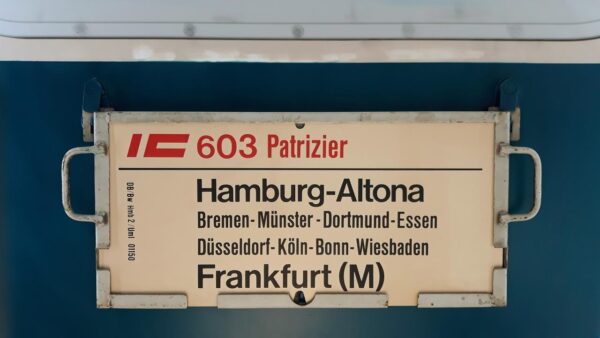 IC 603 Patrizier
Hamburg-Altona
Bremen-Münster-Dortmund-Essen
Düsseldorf-Köln-Bonn-Wiesbaden
Frankfurt (M)